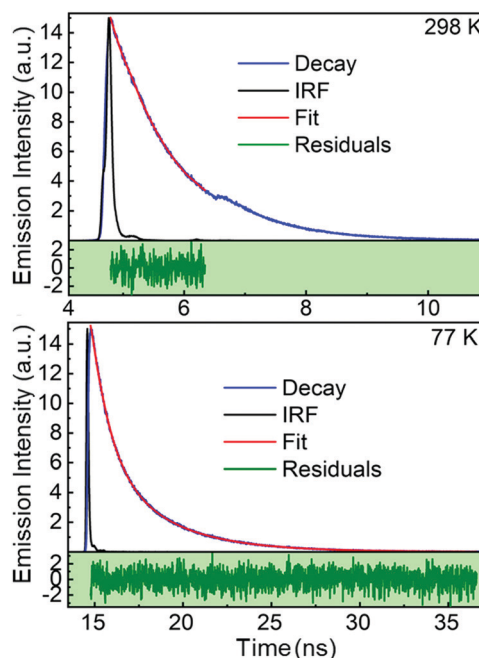 Emission Intensity (a.u.)
14
12
10
8
6
4
2
298 K
Decay
IRF
Fit
Residuals
2
0
-2
4 6 8 10
Emission Intensity (a.u.)
14
12
10
8
6
4
2
77 K
Decay
IRF
Fit
Residuals
2
0
-2
15 20 25 30 35
Time (ns)